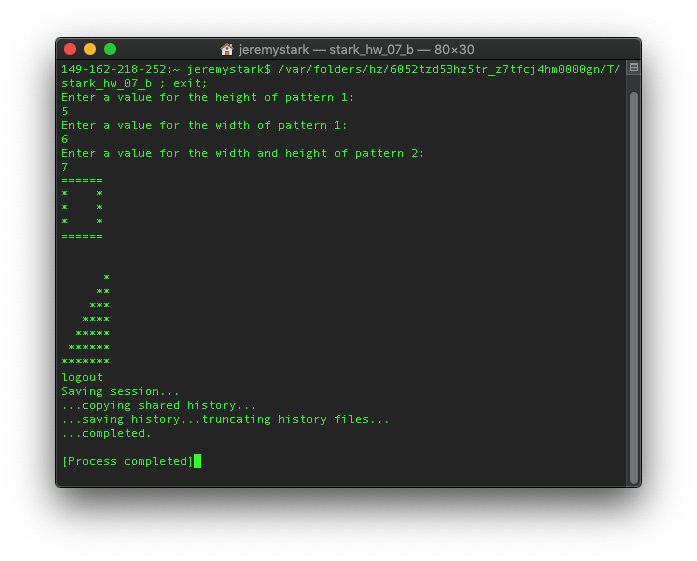 jeremystark — stark_hw_07_b — 80×30
149-162-218-252:~ jeremystark$ /var/folders/hz/6052tzd53hz5tr_z7tfcj4hm0000gn/T/
stark_hw_07_b ; exit;
Enter a value for the height of pattern 1:
5
Enter a value for the width of pattern 1:
6
Enter a value for the width and height of pattern 2:
7
======
*    *
*    *
*    *
======
      *
     **
    ***
   ****
  *****
 ******
*******
logout
Saving session...
...copying shared history...
...saving history...truncating history files...
...completed.
[Process completed]